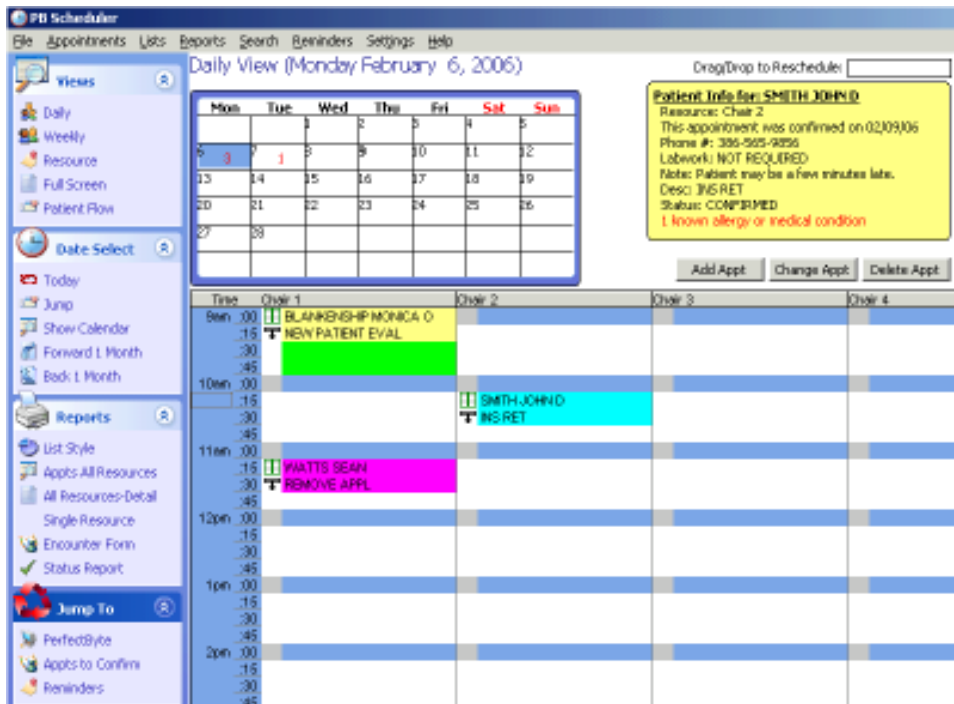 PB Scheduler
File Appointments Lists Reports Search Reminders Settings Help
Views
Daily
Weekly
Resource
Full Screen
Patient Flow
Date Select
Today
Jump
Show Calendar
Forward 1 Month
Back 1 Month
Reports
List Style
Appts All Resources
All Resources-Detail
Single Resource
Encounter Form
Status Report
Jump To
PerfectByte
Appts to Confirm
Reminders
Daily View (Monday February 6, 2006)
Mon Tue Wed Thu Fri Sat Sun
1 2 3 4 5
6 3 7 1 8 9 10 11 12
13 14 15 16 17 18 19
20 21 22 23 24 25 26
27 28
Drag/Drop to Reschedule:
Patient Info for: SMITH JOHN D
Resource: Chair 2
This appointment was confirmed on 02/09/06
Phone #: 386-565-9856
Labwork: NOT REQUIRED
Note: Patient may be a few minutes late.
Desc: INS RET
Status: CONFIRMED
1 known allergy or medical condition
Add Appt Change Appt Delete Appt
Time Chair 1 Chair 2 Chair 3 Chair 4
9am :00 BLANKENSHIP MONICA O
:15 NEW PATIENT EVAL
:30
:45
10am :00
:15 SMITH JOHN D
:30 INS RET
:45
11am :00
:15 WATTS SEAN
:30 REMOVE APPL
:45
12pm :00
:15
:30
:45
1pm :00
:15
:30
:45
2pm :00
:15
:30
:45